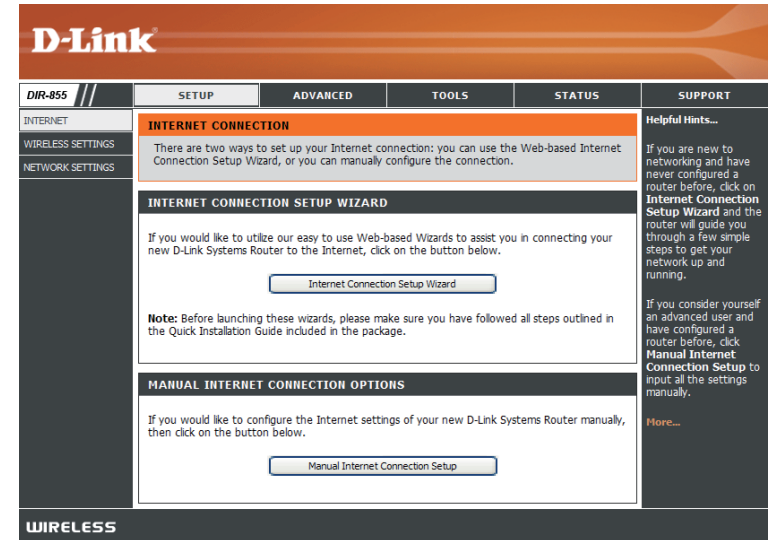 D-Link
DIR-855
SETUP
ADVANCED
TOOLS
STATUS
SUPPORT
INTERNET
WIRELESS SETTINGS
NETWORK SETTINGS
INTERNET CONNECTION
There are two ways to set up your Internet connection: you can use the Web-based Internet
Connection Setup Wizard, or you can manually configure the connection.
INTERNET CONNECTION SETUP WIZARD
If you would like to utilize our easy to use Web-based Wizards to assist you in connecting your
new D-Link Systems Router to the Internet, click on the button below.
Internet Connection Setup Wizard
Note: Before launching these wizards, please make sure you have followed all steps outlined in
the Quick Installation Guide included in the package.
MANUAL INTERNET CONNECTION OPTIONS
If you would like to configure the Internet settings of your new D-Link Systems Router manually,
then click on the button below.
Manual Internet Connection Setup
Helpful Hints...
If you are new to
networking and have
never configured a
router before, click on
Internet Connection
Setup Wizard and the
router will guide you
through a few simple
steps to get your
network up and
running.
If you consider yourself
an advanced user and
have configured a
router before, click
Manual Internet
Connection Setup to
input all the settings
manually.
More...
WIRELESS